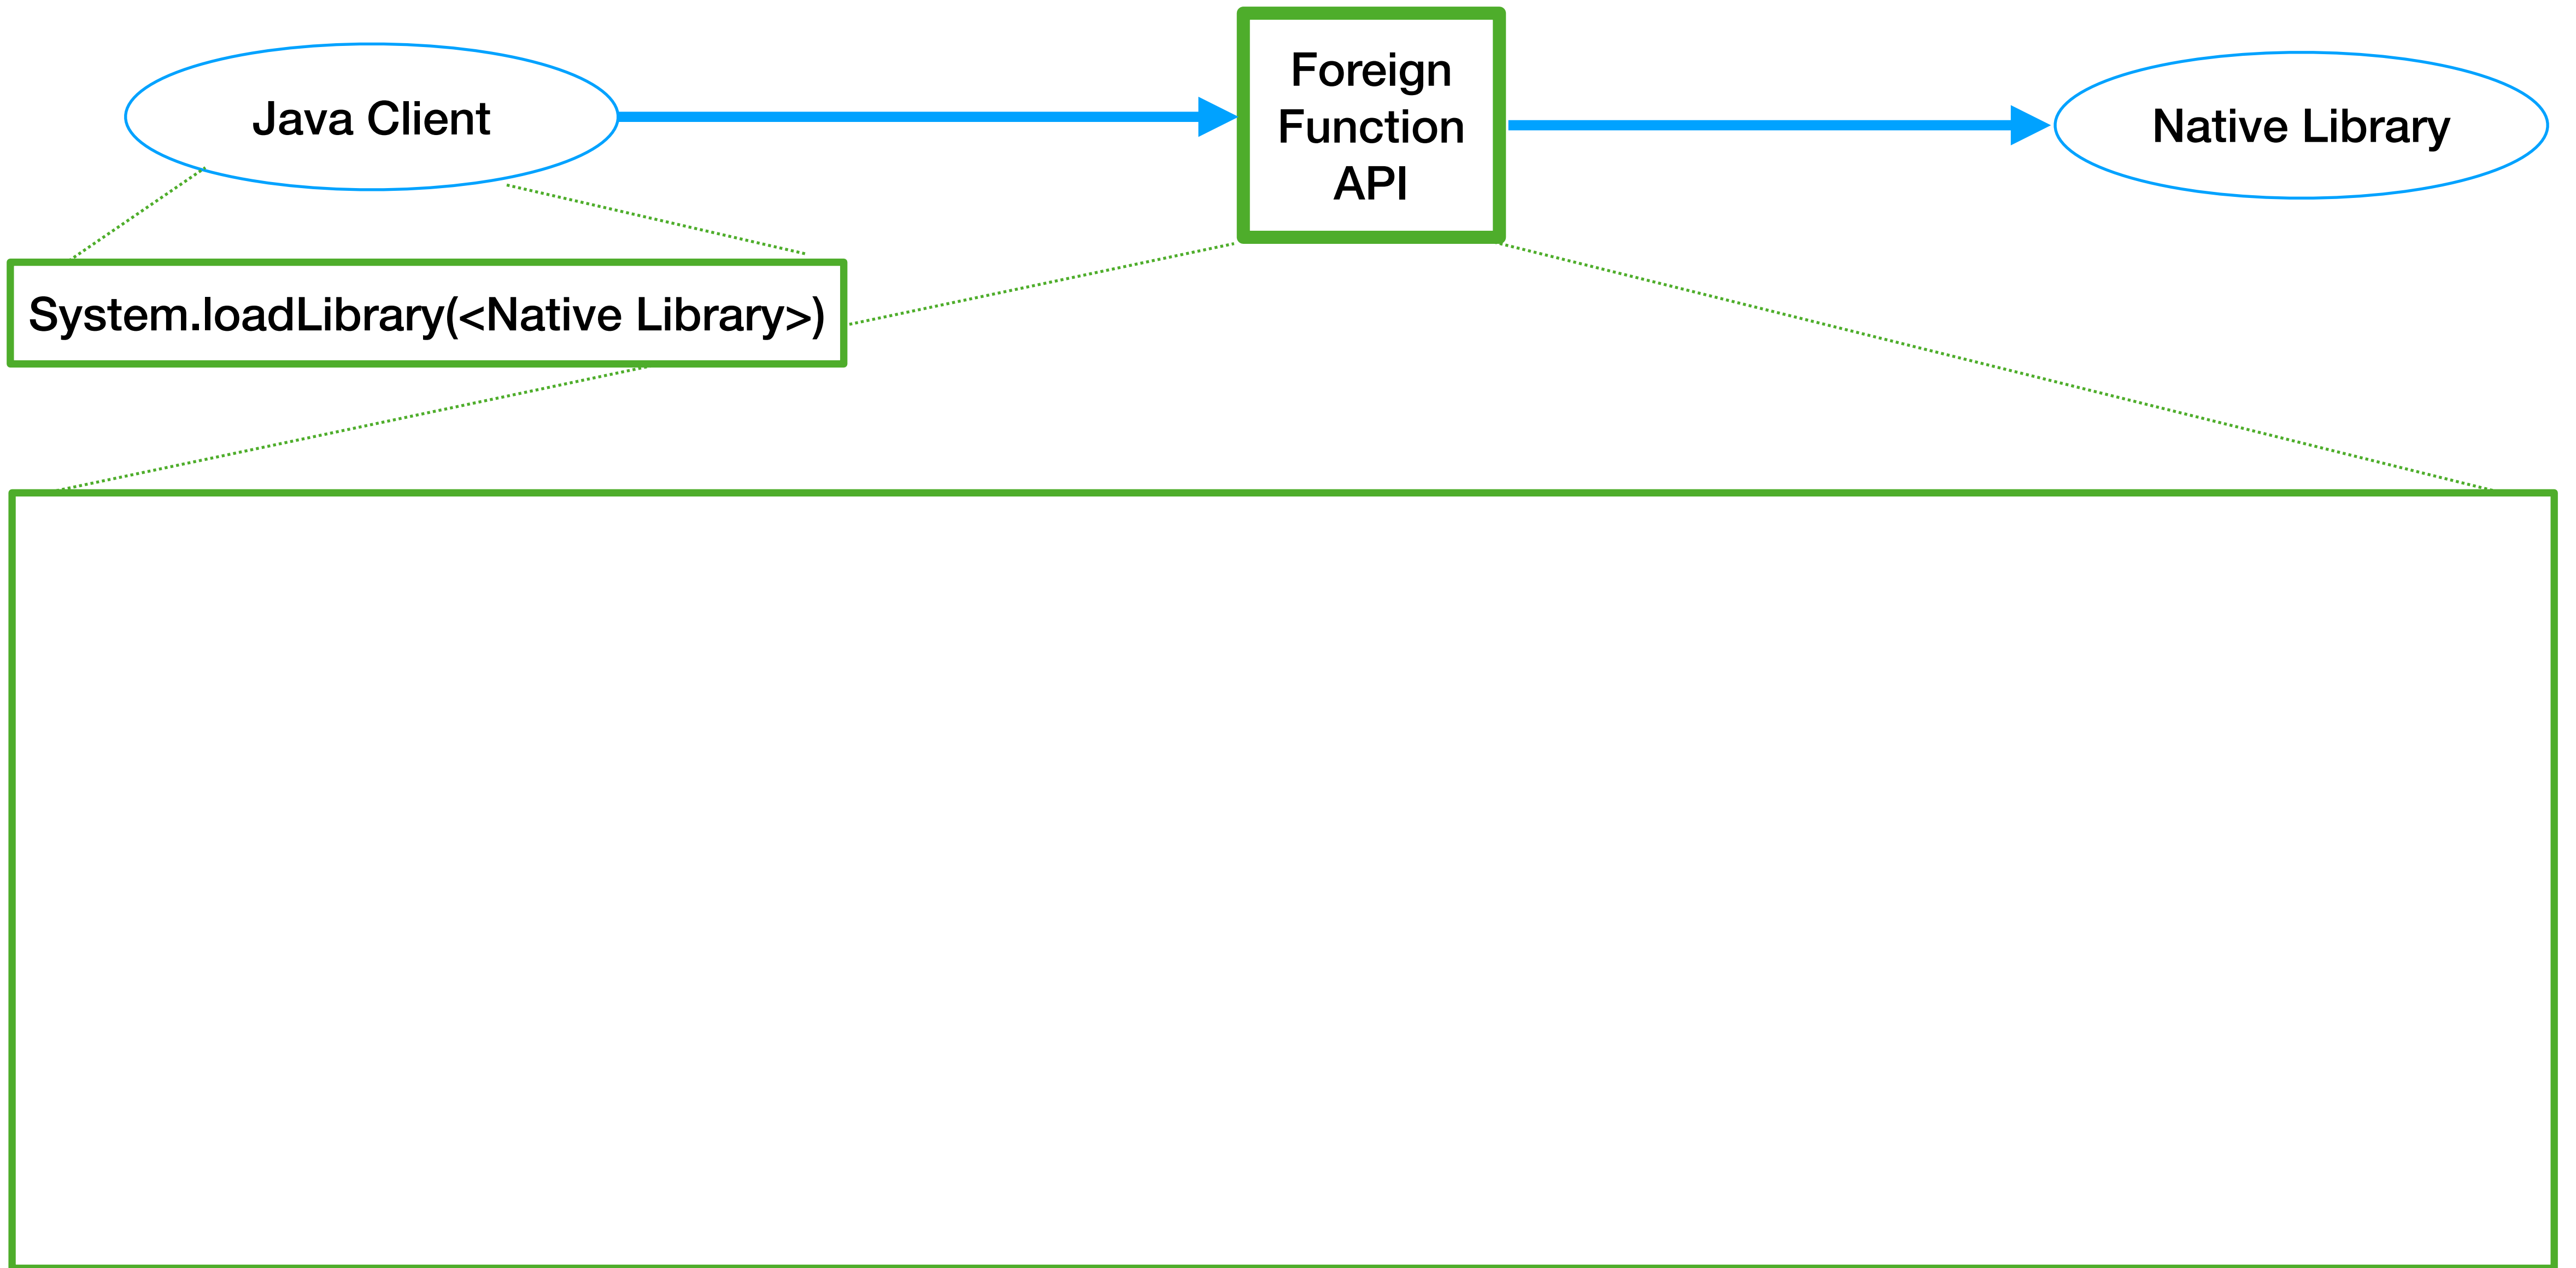 Java Client
Foreign
Function
API
Native Library
System.loadLibrary(<Native Library>)